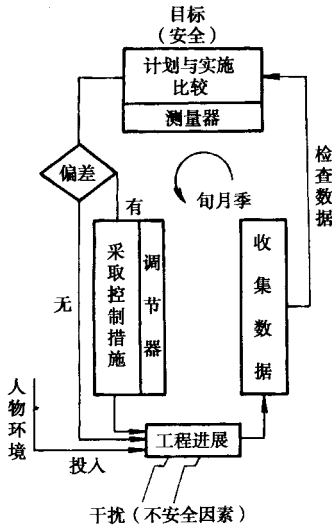 目标
（安全）
计划与实施
比较
测量器
偏差
有
无
旬月季
检查数据
采取控制措施
调节器
收集数据
人物环境
投入
工程进展
干扰（不安全因素）